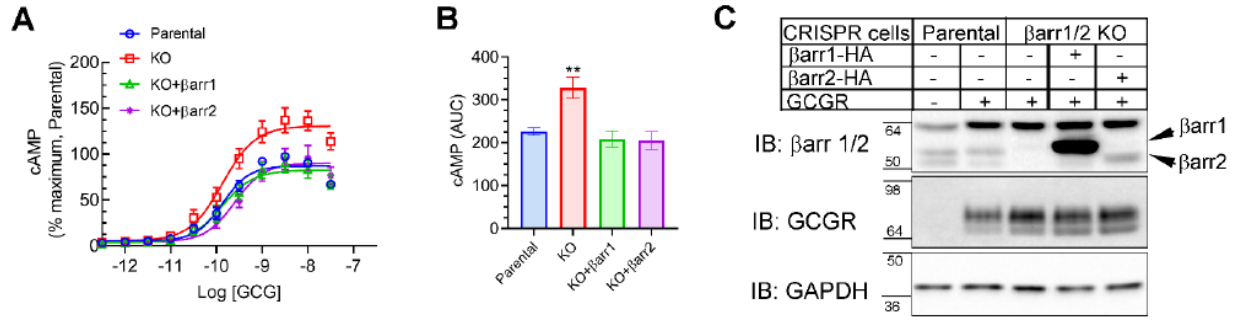 A
Parental
KO
KO+βarr1
KO+βarr2
cAMP
(% maximum, Parental)
200
150
100
50
0
-12
-11
-10
-9
-8
-7
Log [GCG]
B
cAMP (AUC)
400
300
200
100
0
**
Parental
KO
KO+βarr1
KO+βarr2
C
CRISPR cells Parental βarr1/2 KO
βarr1-HA - - - + -
βarr2-HA - - - - +
GCGR - + + + +
IB: βarr 1/2
64
50
βarr1
βarr2
IB: GCGR
98
64
IB: GAPDH
50
36